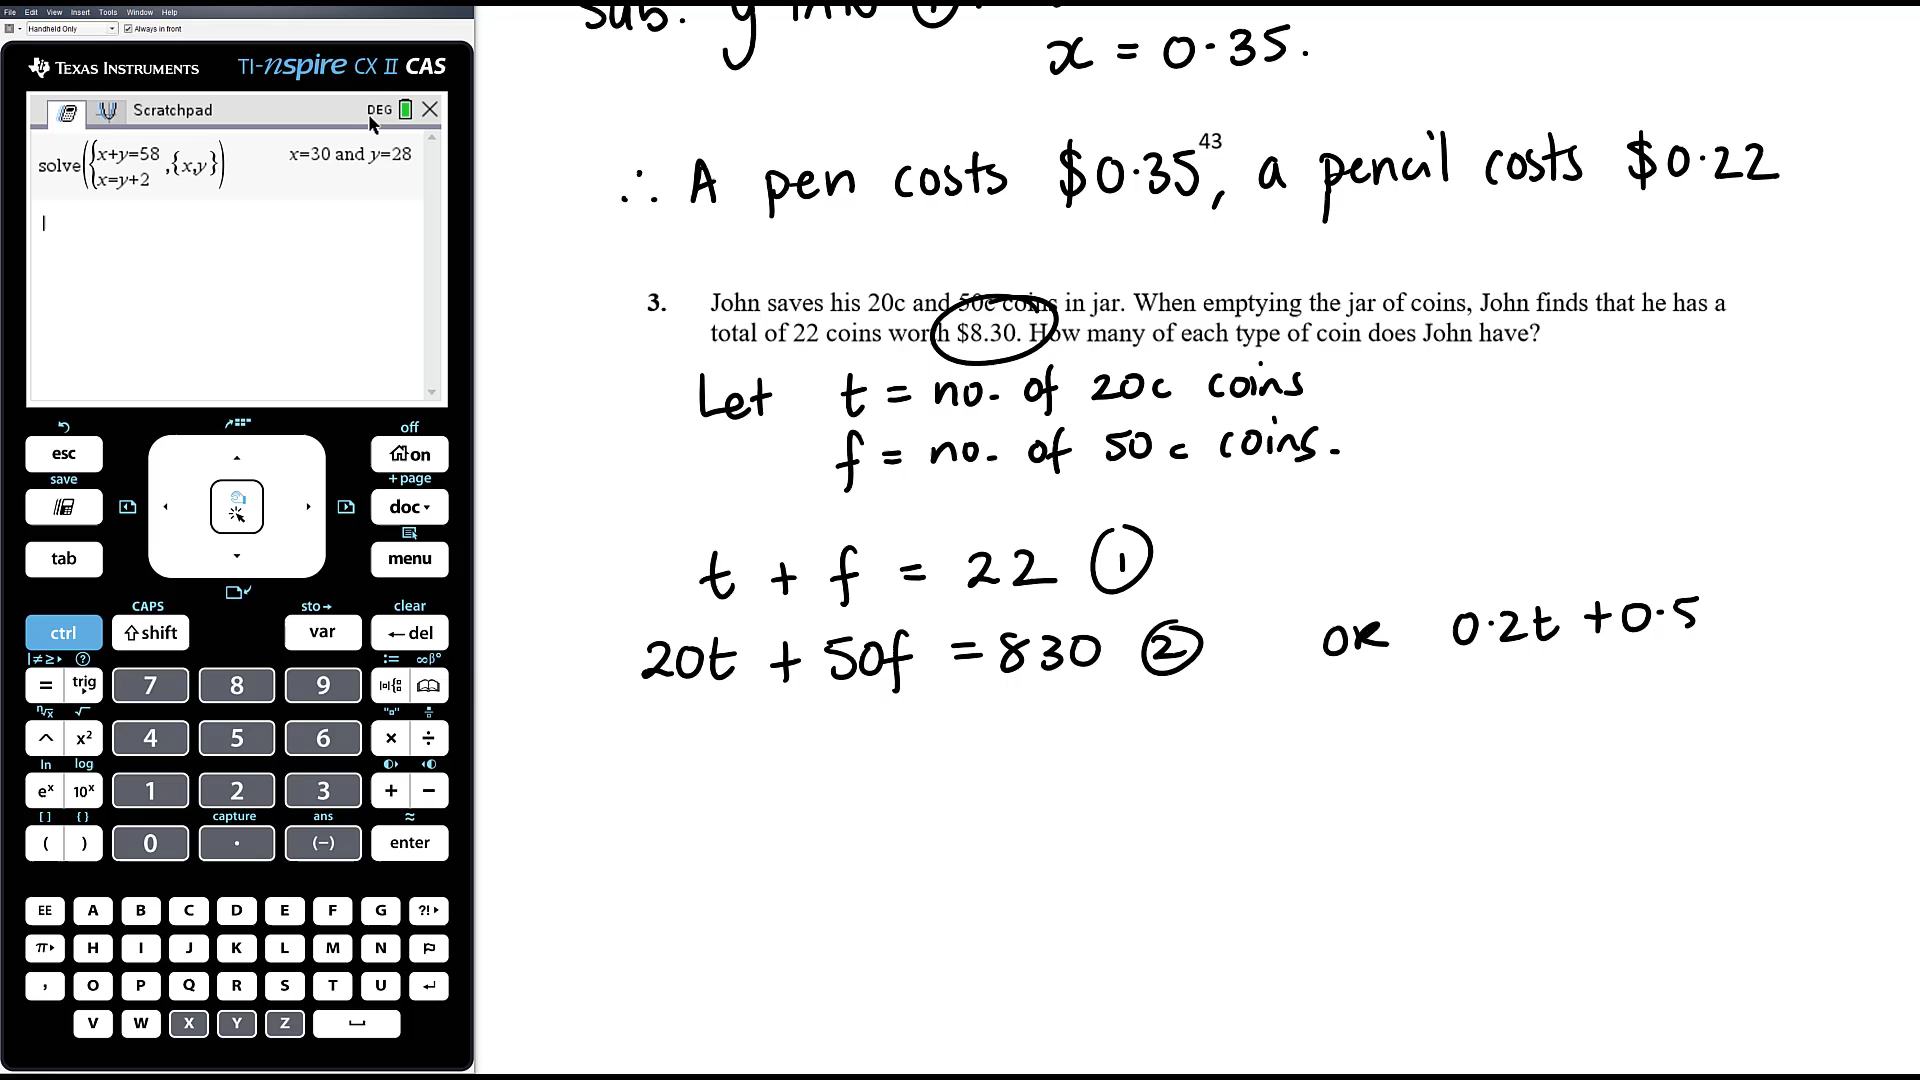 File Edit View Insert Tools Window Help
Handheld Only Always in front
TEXAS INSTRUMENTS TI-nspire CX II CAS
Scratchpad DEG
solve({x+y=58 x=y+2 ,{x,y}) x=30 and y=28
off
esc on
save + page
doc
tab menu
CAPS sto→ clear
ctrl shift var ←del
= trig 7 8 9
^ x² 4 5 6 × ÷
ln log
eˣ 10ˣ 1 2 3 + −
[ ] { } capture ans ≈
( ) 0 . (−) enter
EE A B C D E F G ?!
π H I J K L M N
, O P Q R S T U
V W X Y Z
sub. y into ①.
x = 0.35.
∴ A pen costs $0.35, a pencil costs $0.22
43
3. John saves his 20c and 50c coins in jar. When emptying the jar of coins, John finds that he has a
total of 22 coins worth $8.30. How many of each type of coin does John have?
Let t = no. of 20c coins
f = no. of 50c coins.
t + f = 22 ①
20t + 50f = 830 ② OR 0.2t + 0.5